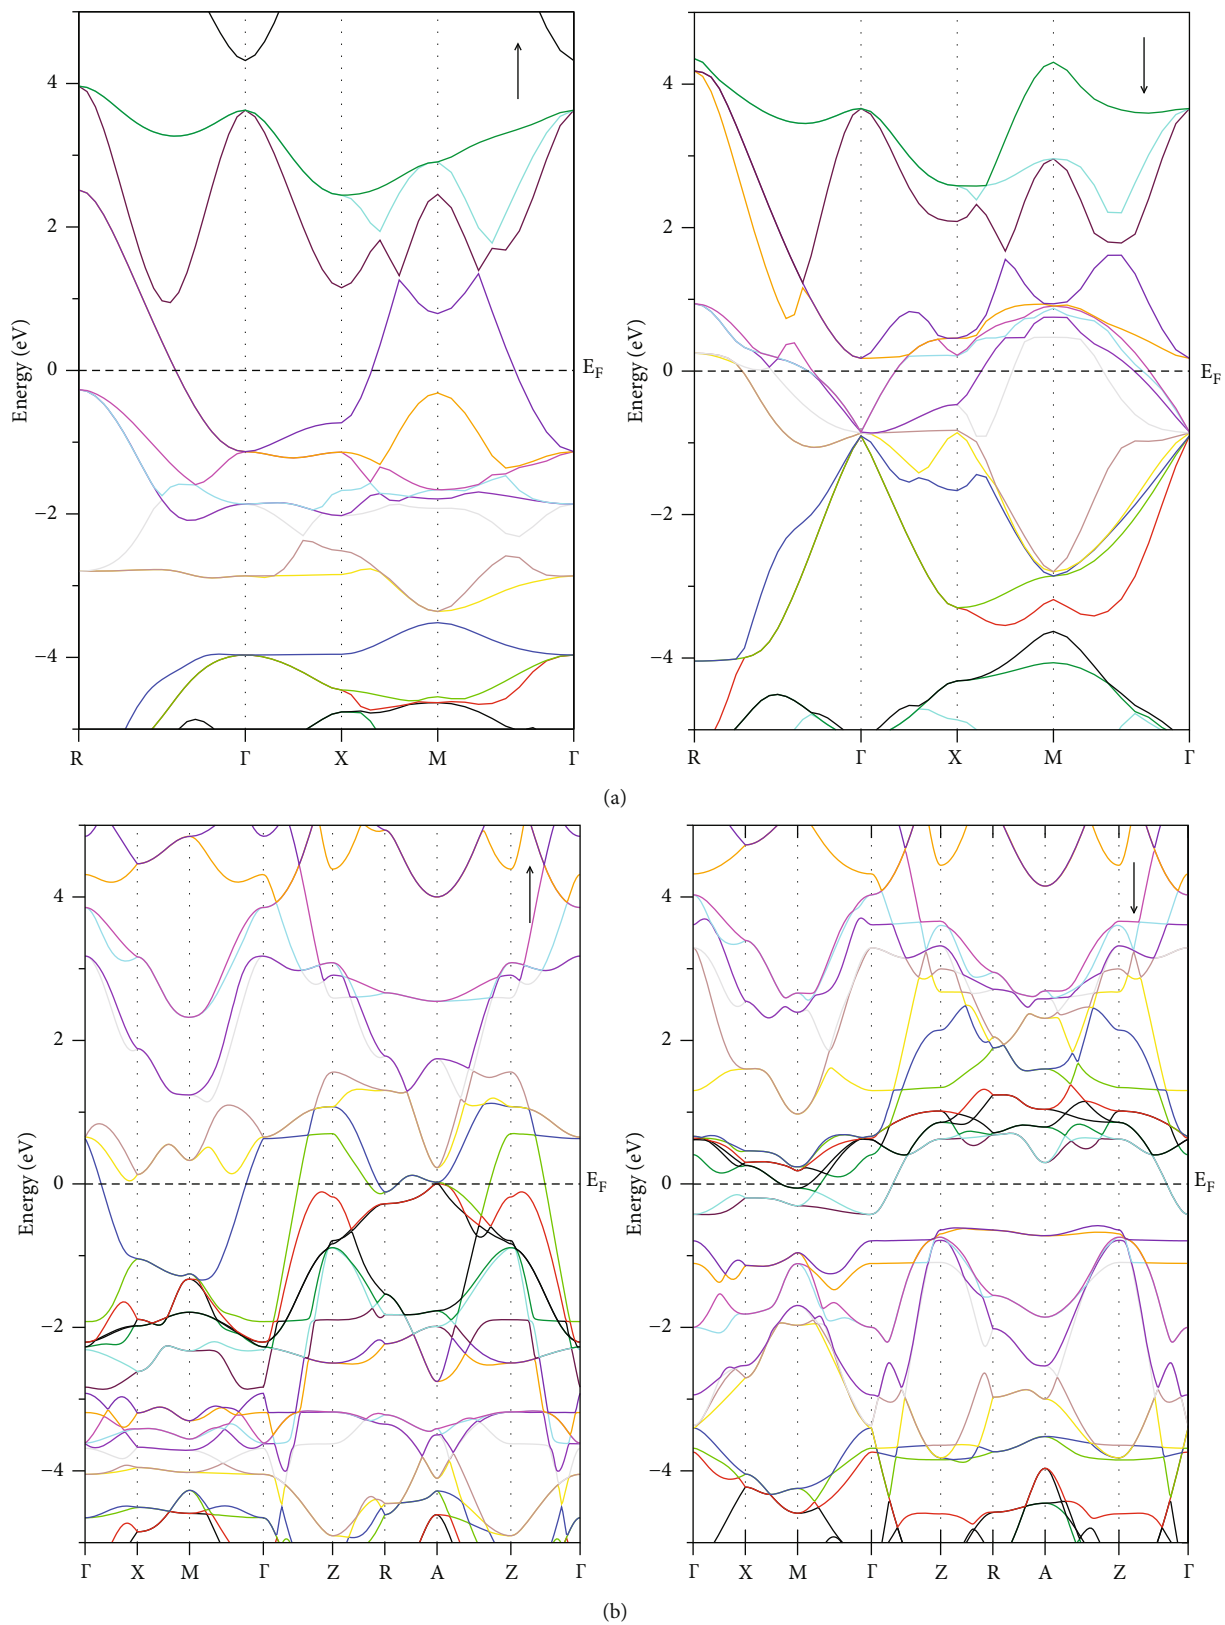 4
2
0
−2
−4
Energy (eV)
E_F
R Γ X M Γ
4
2
0
−2
−4
Energy (eV)
E_F
R Γ X M Γ
(a)
4
2
0
−2
−4
Energy (eV)
E_F
Γ X M Γ Z R A Z Γ
4
2
0
−2
−4
Energy (eV)
E_F
Γ X M Γ Z R A Z Γ
(b)